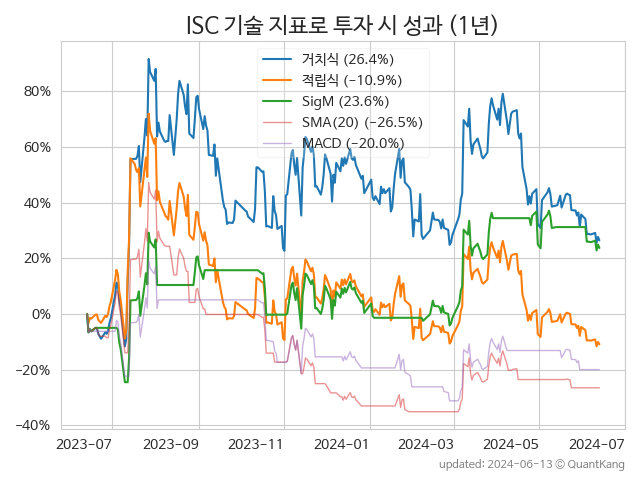 ISC 기술 지표로 투자 시 성과 (1년)
거치식 (26.4%)
적립식 (−10.9%)
SigM (23.6%)
SMA(20) (−26.5%)
MACD (−20.0%)
80%
60%
40%
20%
0%
−20%
−40%
2023-07 2023-09 2023-11 2024-01 2024-03 2024-05 2024-07
updated: 2024-06-13 © QuantKang